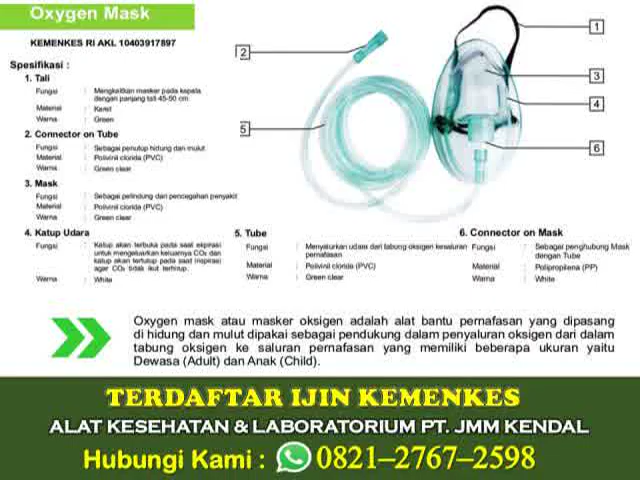 Oxygen Mask
KEMENKES RI AKL 10403917897
Spesifikasi :
1. Tali
Fungsi : Mengkaitkan masker pada kepala
dengan panjang tali 45-50 cm
Material : Karet
Warna : Green
2. Connector on Tube
Fungsi : Sebagai penutup hidung dan mulut
Material : Polivinil clorida (PVC)
Warna : Green clear
3. Mask
Fungsi : Sebagai pelindung dan pencegahan penyakit
Material : Polivinil clorida (PVC)
Warna : Green clear
4. Katup Udara
Fungsi : Katup akan terbuka pada saat ekpirasi
untuk mengeluarkan keluarnya CO₂ dan
katup akan tertutup pada saat inspirasi
agar CO₂ tidak ikut terhirup.
Warna : White
5. Tube
Fungsi : Menyalurkan udara dari tabung oksigen kesaluran
pernafasan
Material : Polivinil clorida (PVC)
Warna : Green clear
6. Connector on Mask
Fungsi : Sebagai penghubung Mask
dengan Tube
Material : Polipropilena (PP)
Warna : White
1
2
3
4
5
6
Oxygen mask atau masker oksigen adalah alat bantu pernafasan yang dipasang
di hidung dan mulut dipakai sebagai pendukung dalam penyaluran oksigen dari dalam
tabung oksigen ke saluran pernafasan yang memiliki beberapa ukuran yaitu
Dewasa (Adult) dan Anak (Child).
TERDAFTAR IJIN KEMENKES
ALAT KESEHATAN & LABORATORIUM PT. JMM KENDAL
Hubungi Kami : 0821–2767–2598